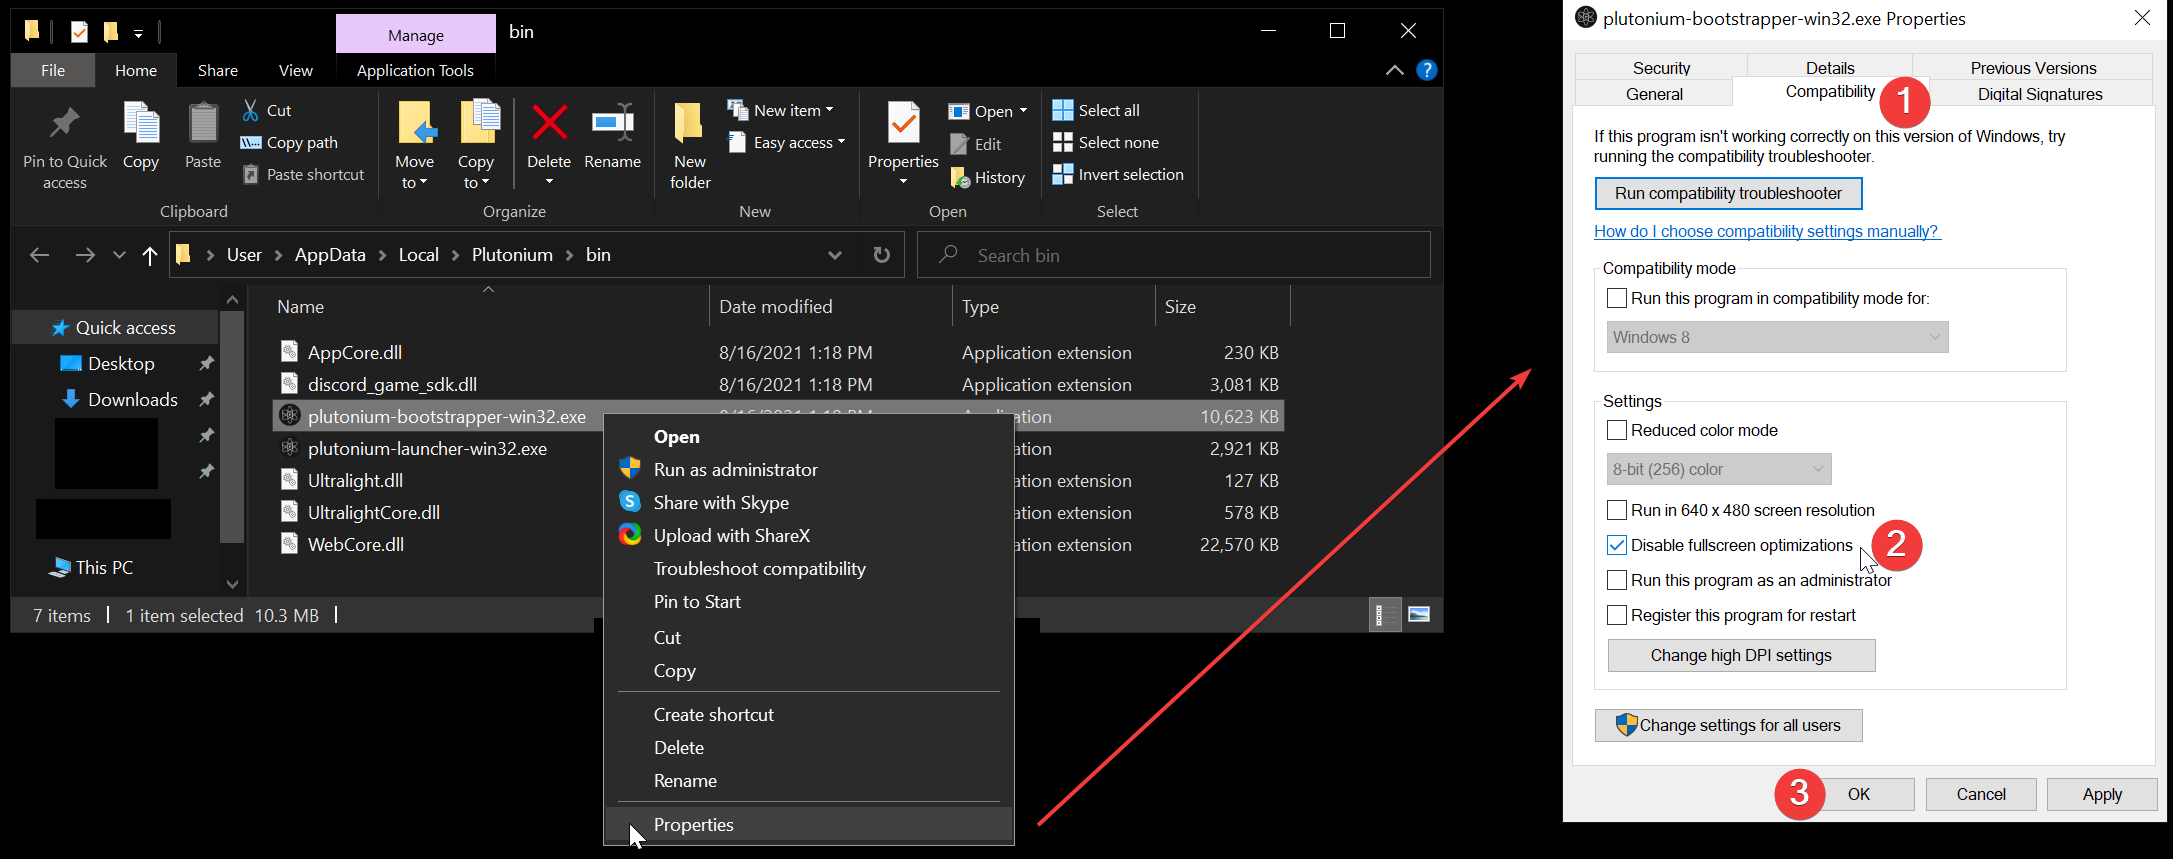 Manage
bin
File
Home
Share
View
Application Tools
?
Pin to Quick access
Copy
Paste
Cut
Copy path
Paste shortcut
Clipboard
Move to
Copy to
Delete
Rename
Organize
New folder
New item
Easy access
New
Properties
Open
Edit
History
Open
Select all
Select none
Invert selection
Select
User
AppData
Local
Plutonium
bin
Search bin
Quick access
Desktop
Downloads
This PC
Name Date modified Type Size
AppCore.dll 8/16/2021 1:18 PM Application extension 230 KB
discord_game_sdk.dll 8/16/2021 1:18 PM Application extension 3,081 KB
plutonium-bootstrapper-win32.exe 10,623 KB
plutonium-launcher-win32.exe 2,921 KB
Ultralight.dll extension 127 KB
UltralightCore.dll extension 578 KB
WebCore.dll extension 22,570 KB
7 items
1 item selected 10.3 MB
Open
Run as administrator
Share with Skype
Upload with ShareX
Troubleshoot compatibility
Pin to Start
Cut
Copy
Create shortcut
Delete
Rename
Properties
plutonium-bootstrapper-win32.exe Properties
Security Details Previous Versions
General Compatibility 1 Digital Signatures
If this program isn't working correctly on this version of Windows, try
running the compatibility troubleshooter.
Run compatibility troubleshooter
How do I choose compatibility settings manually?
Compatibility mode
Run this program in compatibility mode for:
Windows 8
Settings
Reduced color mode
8-bit (256) color
Run in 640 x 480 screen resolution
Disable fullscreen optimizations 2
Run this program as an administrator
Register this program for restart
Change high DPI settings
Change settings for all users
3 OK Cancel Apply